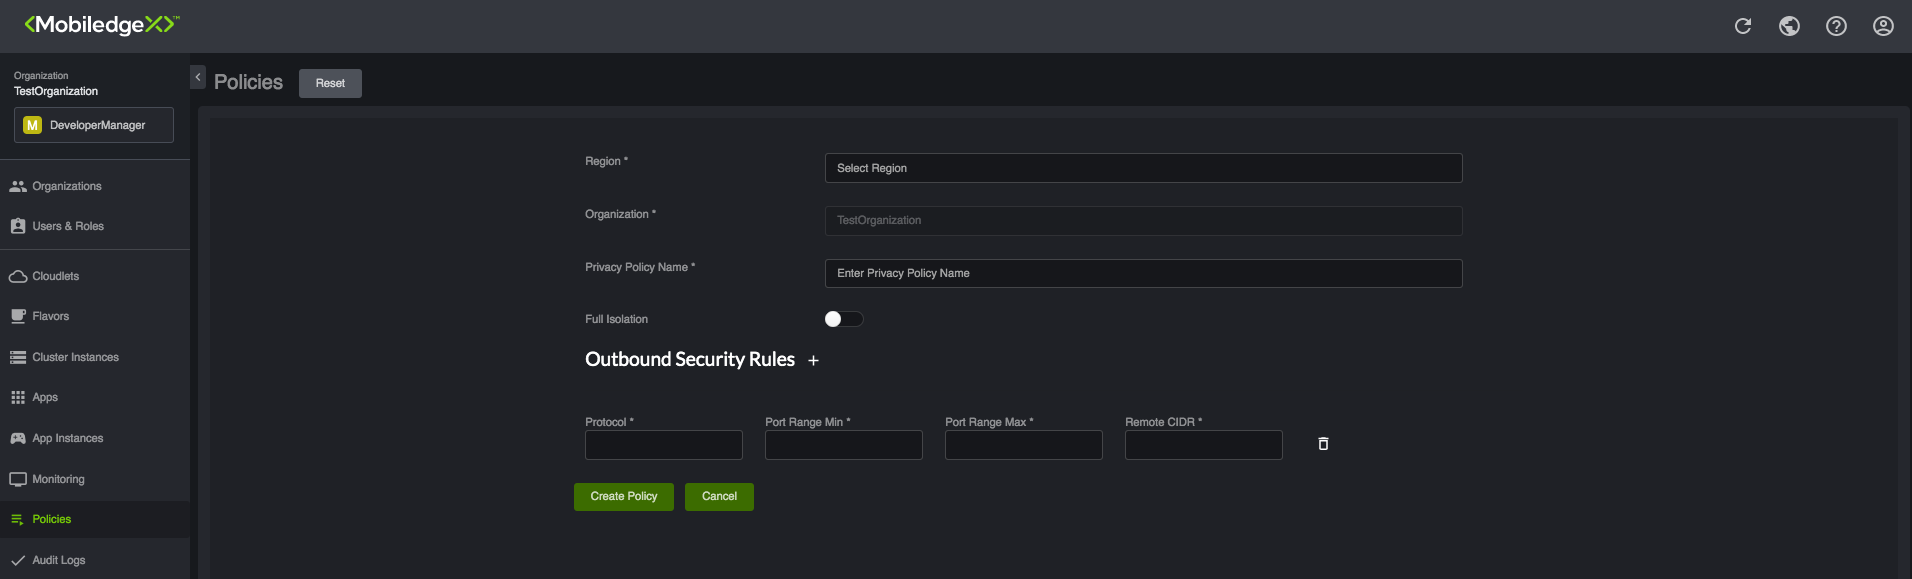 <MobiledgeX>™
Organization
TestOrganization
M DeveloperManager
Organizations
Users & Roles
Cloudlets
Flavors
Cluster Instances
Apps
App Instances
Monitoring
Policies
Audit Logs
Policies Reset
Region * Select Region
Organization * TestOrganization
Privacy Policy Name * Enter Privacy Policy Name
Full Isolation
Outbound Security Rules +
Protocol * Port Range Min * Port Range Max * Remote CIDR *
Create Policy Cancel